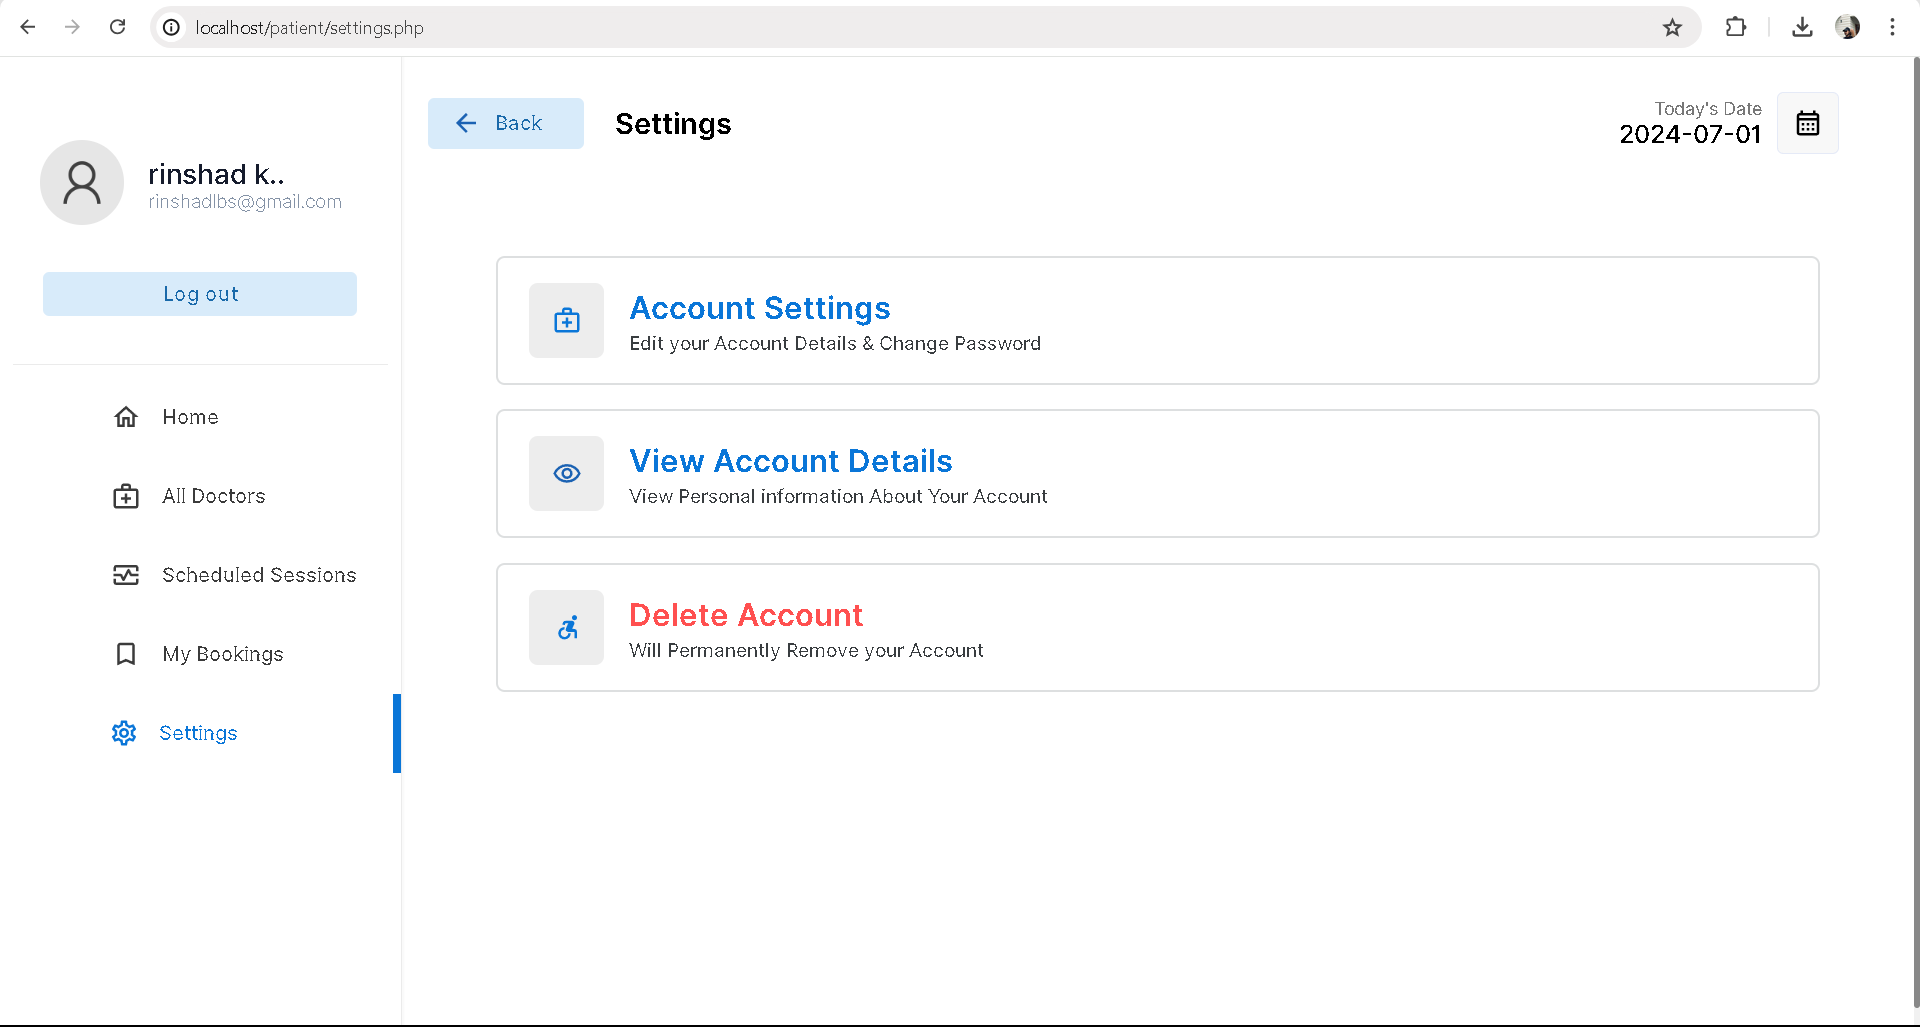 localhost/patient/settings.php
rinshad k..
rinshadlbs@gmail.com
Log out
Home
All Doctors
Scheduled Sessions
My Bookings
Settings
Back
Settings
Today's Date
2024-07-01
Account Settings
Edit your Account Details & Change Password
View Account Details
View Personal information About Your Account
Delete Account
Will Permanently Remove your Account